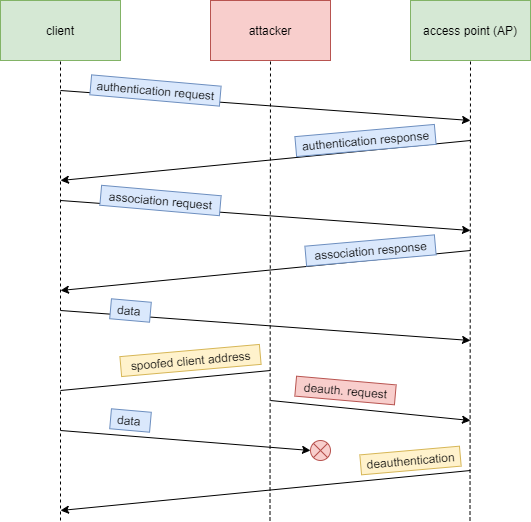 client
attacker
access point (AP)
authentication request
authentication response
association request
association response
data
spoofed client address
deauth. request
data
deauthentication